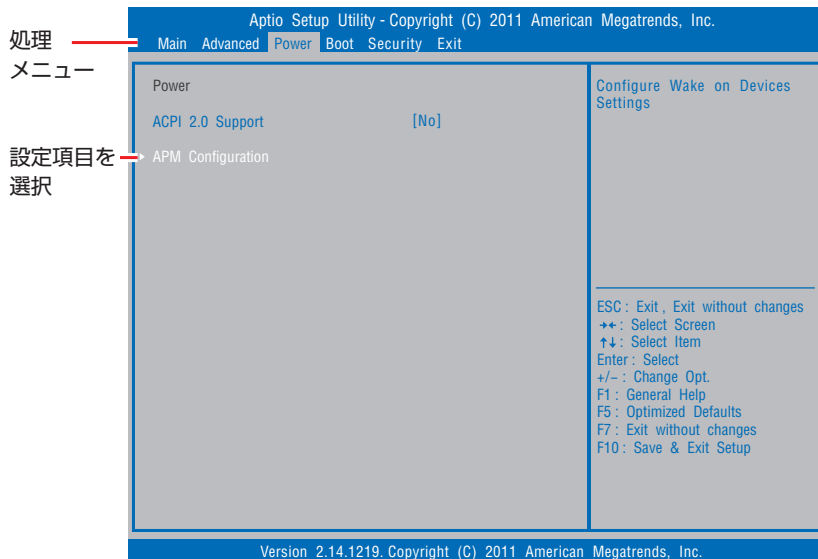 Aptio Setup Utility - Copyright (C) 2011 American Megatrends, Inc.
処理
メニュー
Main Advanced Power Boot Security Exit
Power
ACPI 2.0 Support [No]
設定項目を
選択
APM Configuration
Configure Wake on Devices
Settings
ESC : Exit , Exit without changes
→← : Select Screen
↑↓ : Select Item
Enter : Select
+/− : Change Opt.
F1 : General Help
F5 : Optimized Defaults
F7 : Exit without changes
F10 : Save & Exit Setup
Version 2.14.1219. Copyright (C) 2011 American Megatrends, Inc.